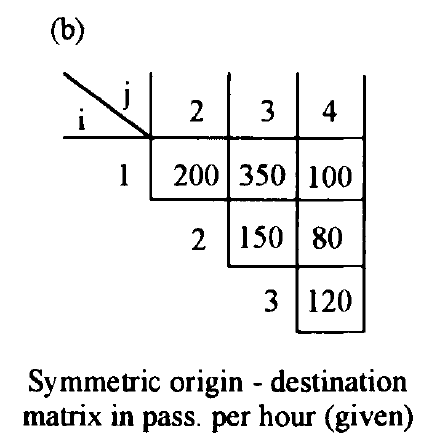 (b)
j
i
2 3 4
1 200 350 100
2 150 80
3 120
Symmetric origin - destination
matrix in pass. per hour (given)